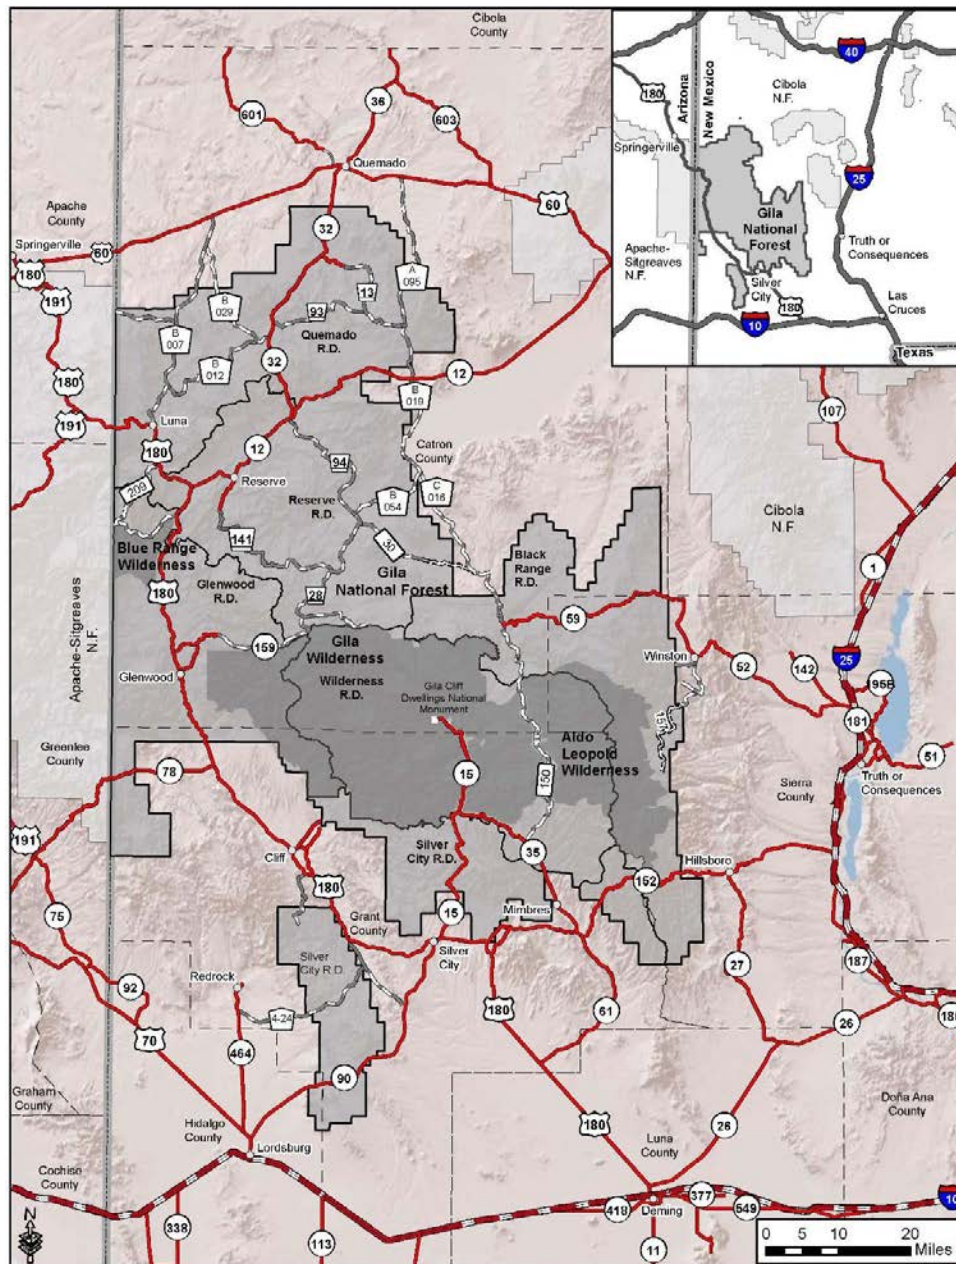 Cibola
County
601
36
603
Quemado
60
Apache
County
Springerville
60
180
191
32
A
095
13
B
029
93
B
007
Quemado
R.D.
32
B
012
180
12
B
019
191
Luna
12
180
Catron
County
94
209
Reserve
C
016
B
054
Reserve
R.D.
141
30
Blue Range
Wilderness
Black
Range
R.D.
Glenwood
R.D.
Gila
National Forest
180
28
59
159
Gila
Wilderness
Wilderness
R.D.
Winston
52
142
Glenwood
Apache-Sitgreaves
N.F.
Gila Cliff
Dwellings National
Monument
157
Aldo
Leopold
Wilderness
Greenlee
County
78
15
150
Sierra
County
181
195B
51
Truth or
Consequences
191
Cliff
Silver
City R.D.
35
Hillsboro
152
180
75
15
Mimbres
Grant
County
Silver
City
Silver
City R.D.
Redrock
27
187
92
4-24
180
61
26
70
464
90
Graham
County
Hidalgo
County
Doña Ana
County
180
26
Lordsburg
Luna
County
Cochise
County
377
418
Deming
549
10
338
113
11
N
0 5 10 20
Miles
107
Cibola
N.F.
1
25
40
180
Arizona
New Mexico
Cibola
N.F.
Springerville
25
Gila
National
Forest
Apache-
Sitgreaves
N.F.
Truth or
Consequences
Silver
City
180
Las
Cruces
10
Texas